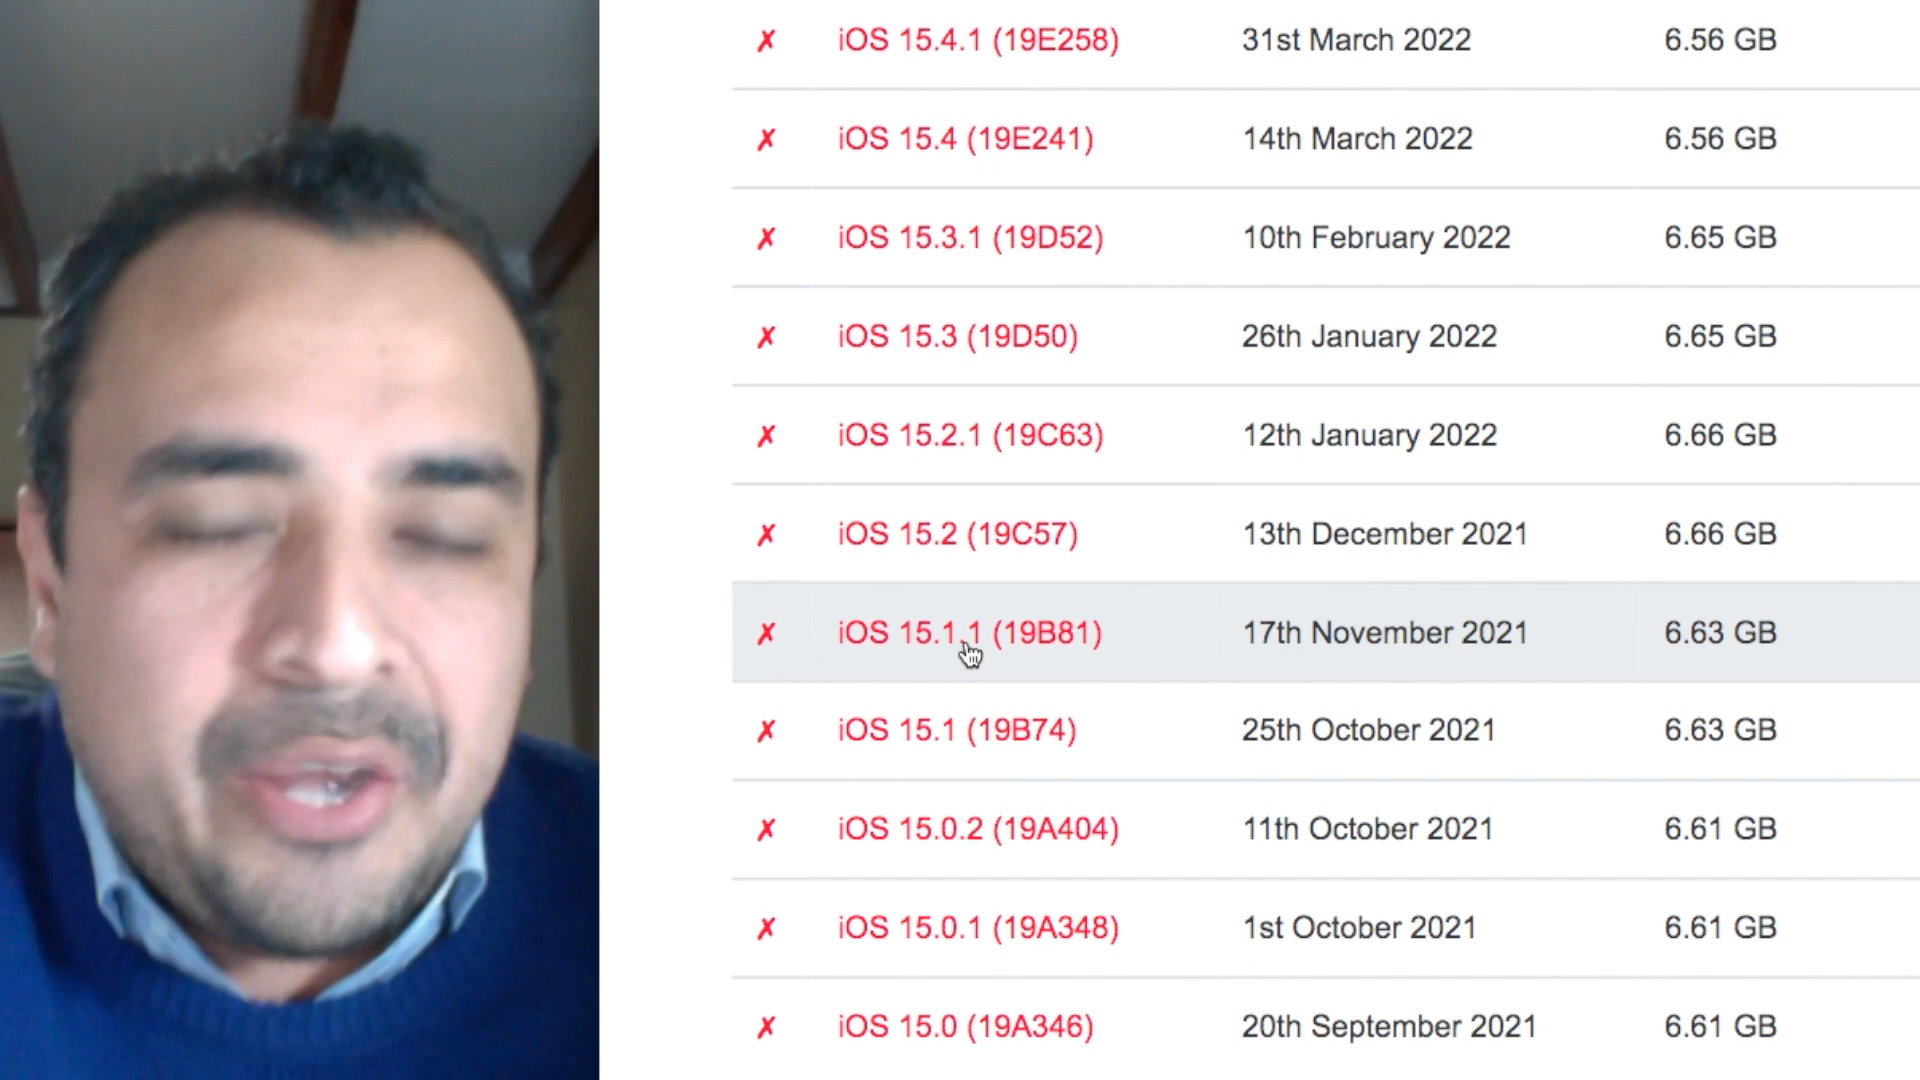 ✗ iOS 15.4.1 (19E258) 31st March 2022 6.56 GB
✗ iOS 15.4 (19E241) 14th March 2022 6.56 GB
✗ iOS 15.3.1 (19D52) 10th February 2022 6.65 GB
✗ iOS 15.3 (19D50) 26th January 2022 6.65 GB
✗ iOS 15.2.1 (19C63) 12th January 2022 6.66 GB
✗ iOS 15.2 (19C57) 13th December 2021 6.66 GB
✗ iOS 15.1.1 (19B81) 17th November 2021 6.63 GB
✗ iOS 15.1 (19B74) 25th October 2021 6.63 GB
✗ iOS 15.0.2 (19A404) 11th October 2021 6.61 GB
✗ iOS 15.0.1 (19A348) 1st October 2021 6.61 GB
✗ iOS 15.0 (19A346) 20th September 2021 6.61 GB